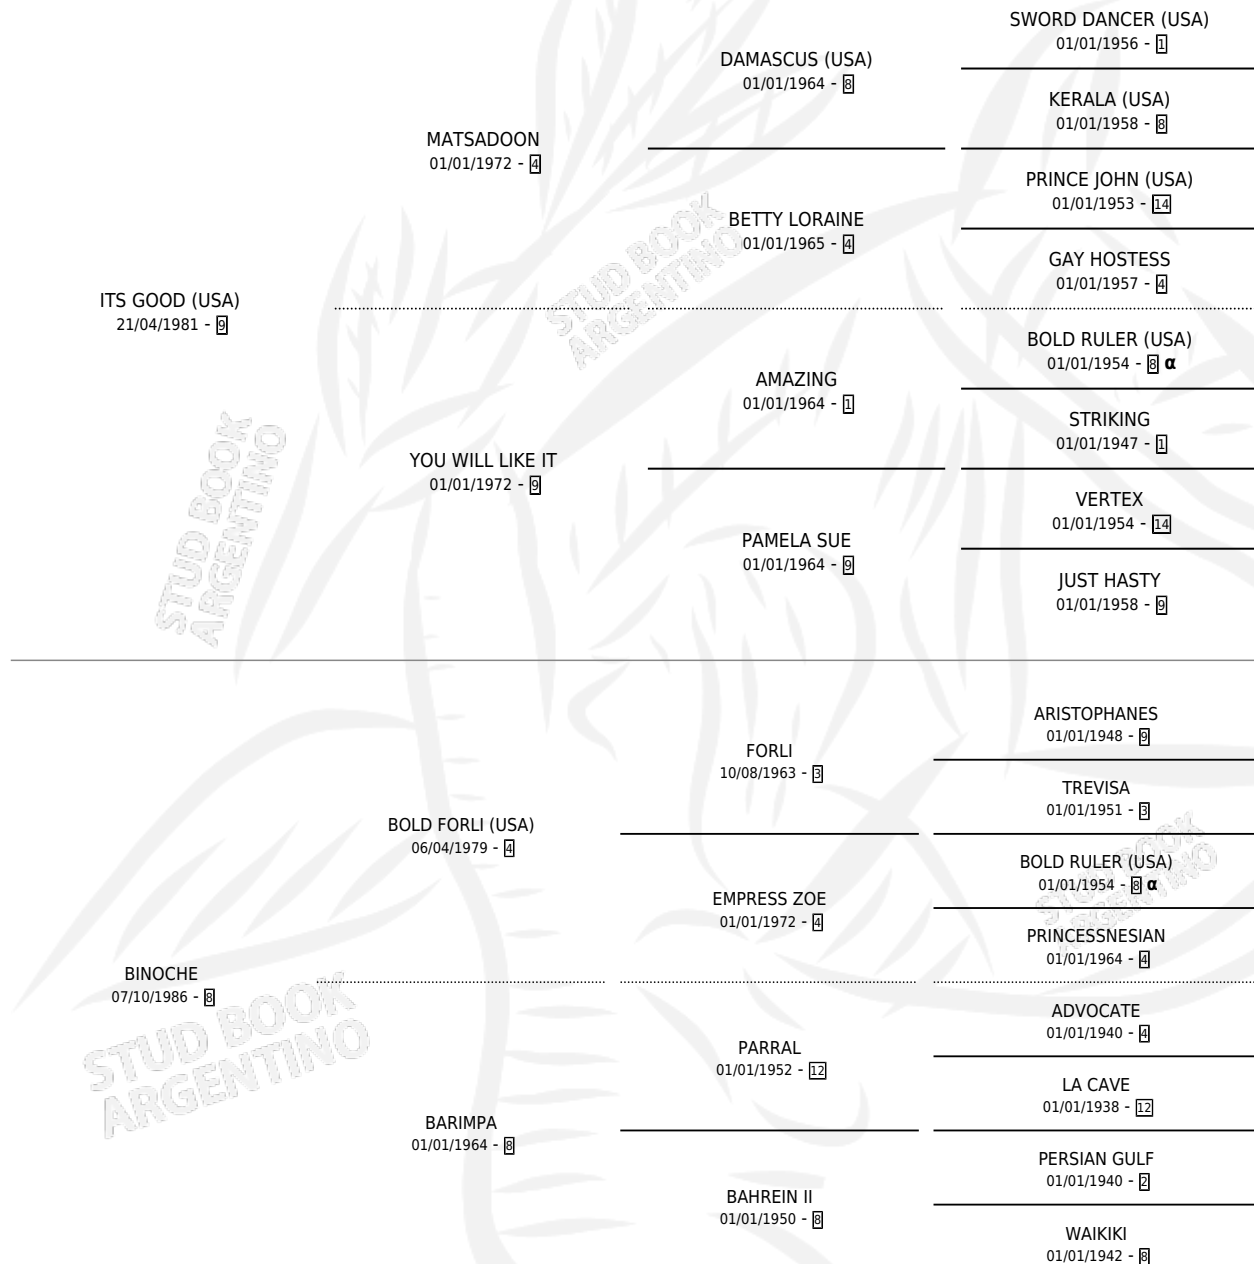 SWORD DANCER (USA)
01/01/1956 - 1
DAMASCUS (USA)
01/01/1964 - 8
KERALA (USA)
01/01/1958 - 8
MATSADOON
01/01/1972 - 4
PRINCE JOHN (USA)
01/01/1953 - 14
BETTY LORAINE
01/01/1965 - 4
GAY HOSTESS
01/01/1957 - 4
ITS GOOD (USA)
21/04/1981 - 9
BOLD RULER (USA)
01/01/1954 - 8 α
AMAZING
01/01/1964 - 1
STRIKING
01/01/1947 - 1
YOU WILL LIKE IT
01/01/1972 - 9
VERTEX
01/01/1954 - 14
PAMELA SUE
01/01/1964 - 9
JUST HASTY
01/01/1958 - 9
ARISTOPHANES
01/01/1948 - 9
FORLI
10/08/1963 - 3
TREVISA
01/01/1951 - 3
BOLD FORLI (USA)
06/04/1979 - 4
BOLD RULER (USA)
01/01/1954 - 8 α
EMPRESS ZOE
01/01/1972 - 4
PRINCESSNESIAN
01/01/1964 - 4
BINOCHE
07/10/1986 - 8
ADVOCATE
01/01/1940 - 4
PARRAL
01/01/1952 - 12
LA CAVE
01/01/1938 - 12
BARIMPA
01/01/1964 - 8
PERSIAN GULF
01/01/1940 - 2
BAHREIN II
01/01/1950 - 8
WAIKIKI
01/01/1942 - 8
STUD BOOK
ARGENTINO
STUD BOOK
ARGENTINO
STUD BOOK
ARGENTINO
STUD BOOK
ARGENTINO